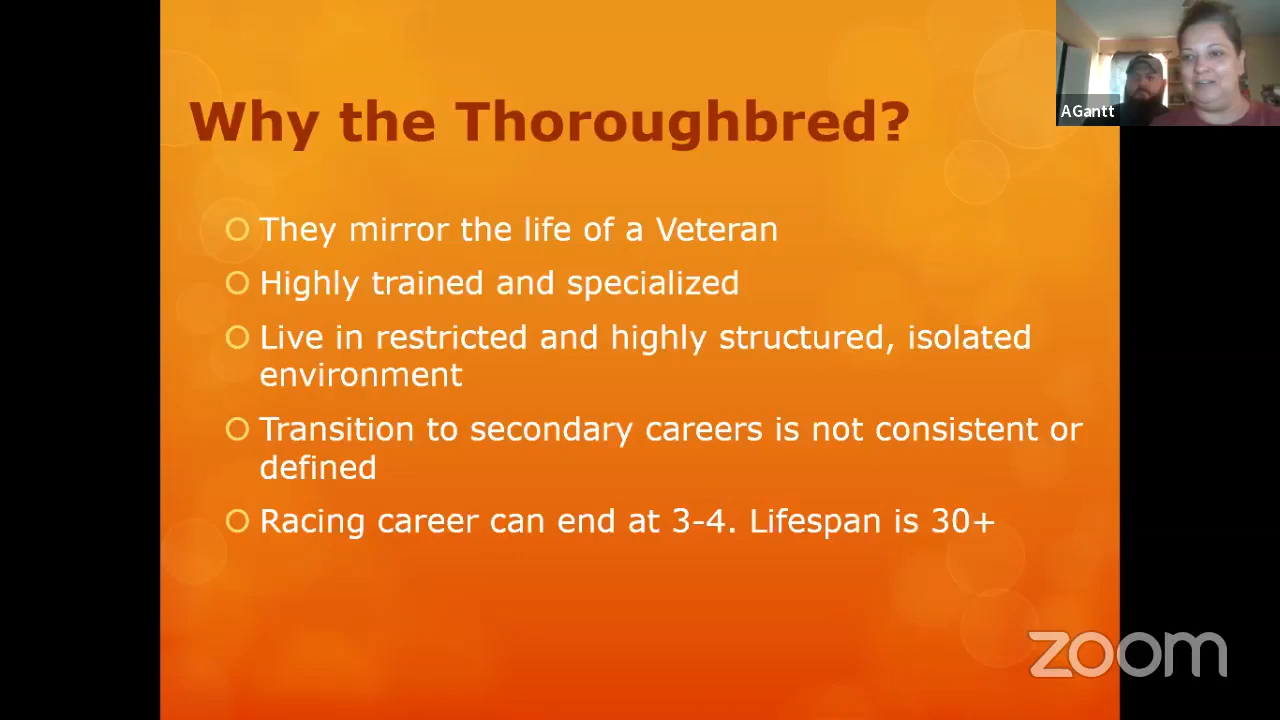 Why the Thoroughbred?
They mirror the life of a Veteran
Highly trained and specialized
Live in restricted and highly structured, isolated
environment
Transition to secondary careers is not consistent or
defined
Racing career can end at 3-4. Lifespan is 30+
AGantt
zoom